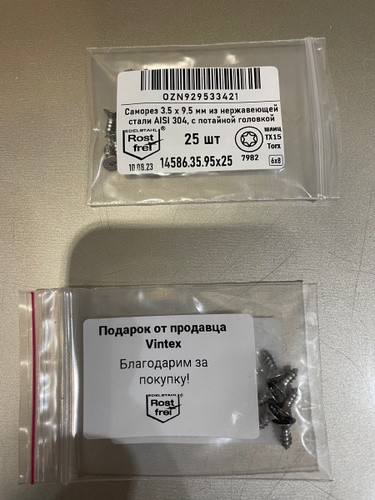 OZN929533421
Саморез 3.5 x 9.5 мм из нержавеющей
стали AISI 304, с потайной головкой
EDELSTAHL
Rost
frei
®
25 шт
шлиц
TX15
Torx
10.08.23
14586.35.95x25
7982
6x8
Подарок от продавца
Vintex
Благодарим за
покупку!
EDELSTAHL
Rost
frei